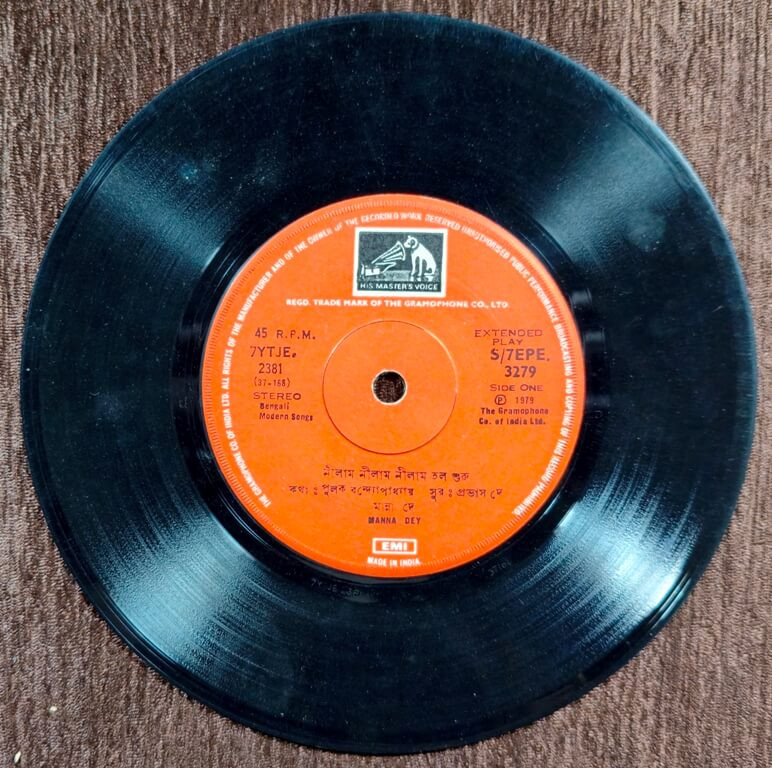 THE GRAMOPHONE CO. OF INDIA LTD. ALL RIGHTS OF THE MANUFACTURER AND OF THE OWNER OF THE RECORDED WORK RESERVED UNAUTHORISED PUBLIC PERFORMANCE BROADCASTING AND COPYING OF THIS RECORD PROHIBITED.
HIS MASTER'S VOICE
REGD. TRADE MARK OF THE GRAMOPHONE CO., LTD.
45 R.P.M.
7YTJE.
2381
(37-168)
STEREO
Bengali
Modern Songs
EXTENDED
PLAY
S/7EPE.
3279
SIDE ONE
℗ 1979
The Gramophone
Co. of India Ltd.
নীলাম নীলাম নীলাম হল শুরু
কথা : পুলক বন্দ্যোপাধ্যায় সুর : প্রভাস দে
মান্না দে
MANNA DEY
EMI
MADE IN INDIA